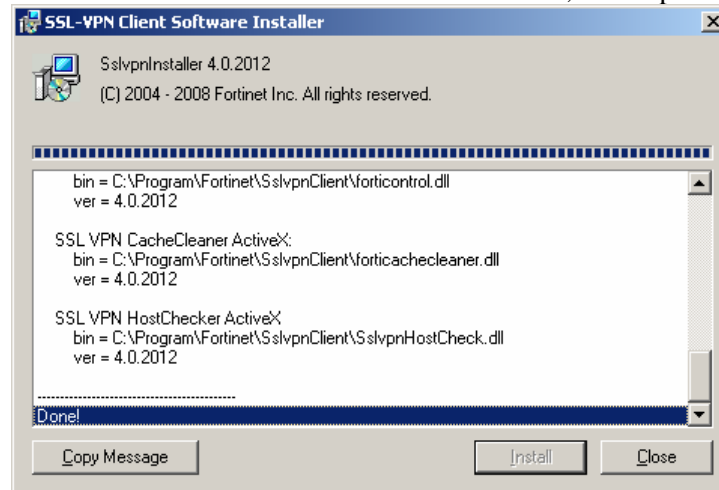 SSL-VPN Client Software Installer
SslvpnInstaller 4.0.2012
(C) 2004 - 2008 Fortinet Inc. All rights reserved.
bin = C:\Program\Fortinet\SslvpnClient\forticontrol.dll
ver = 4.0.2012
SSL VPN CacheCleaner ActiveX:
bin = C:\Program\Fortinet\SslvpnClient\forticachecleaner.dll
ver = 4.0.2012
SSL VPN HostChecker ActiveX
bin = C:\Program\Fortinet\SslvpnClient\SslvpnHostCheck.dll
ver = 4.0.2012
----------------------------------------
Done!
Copy Message Install Close